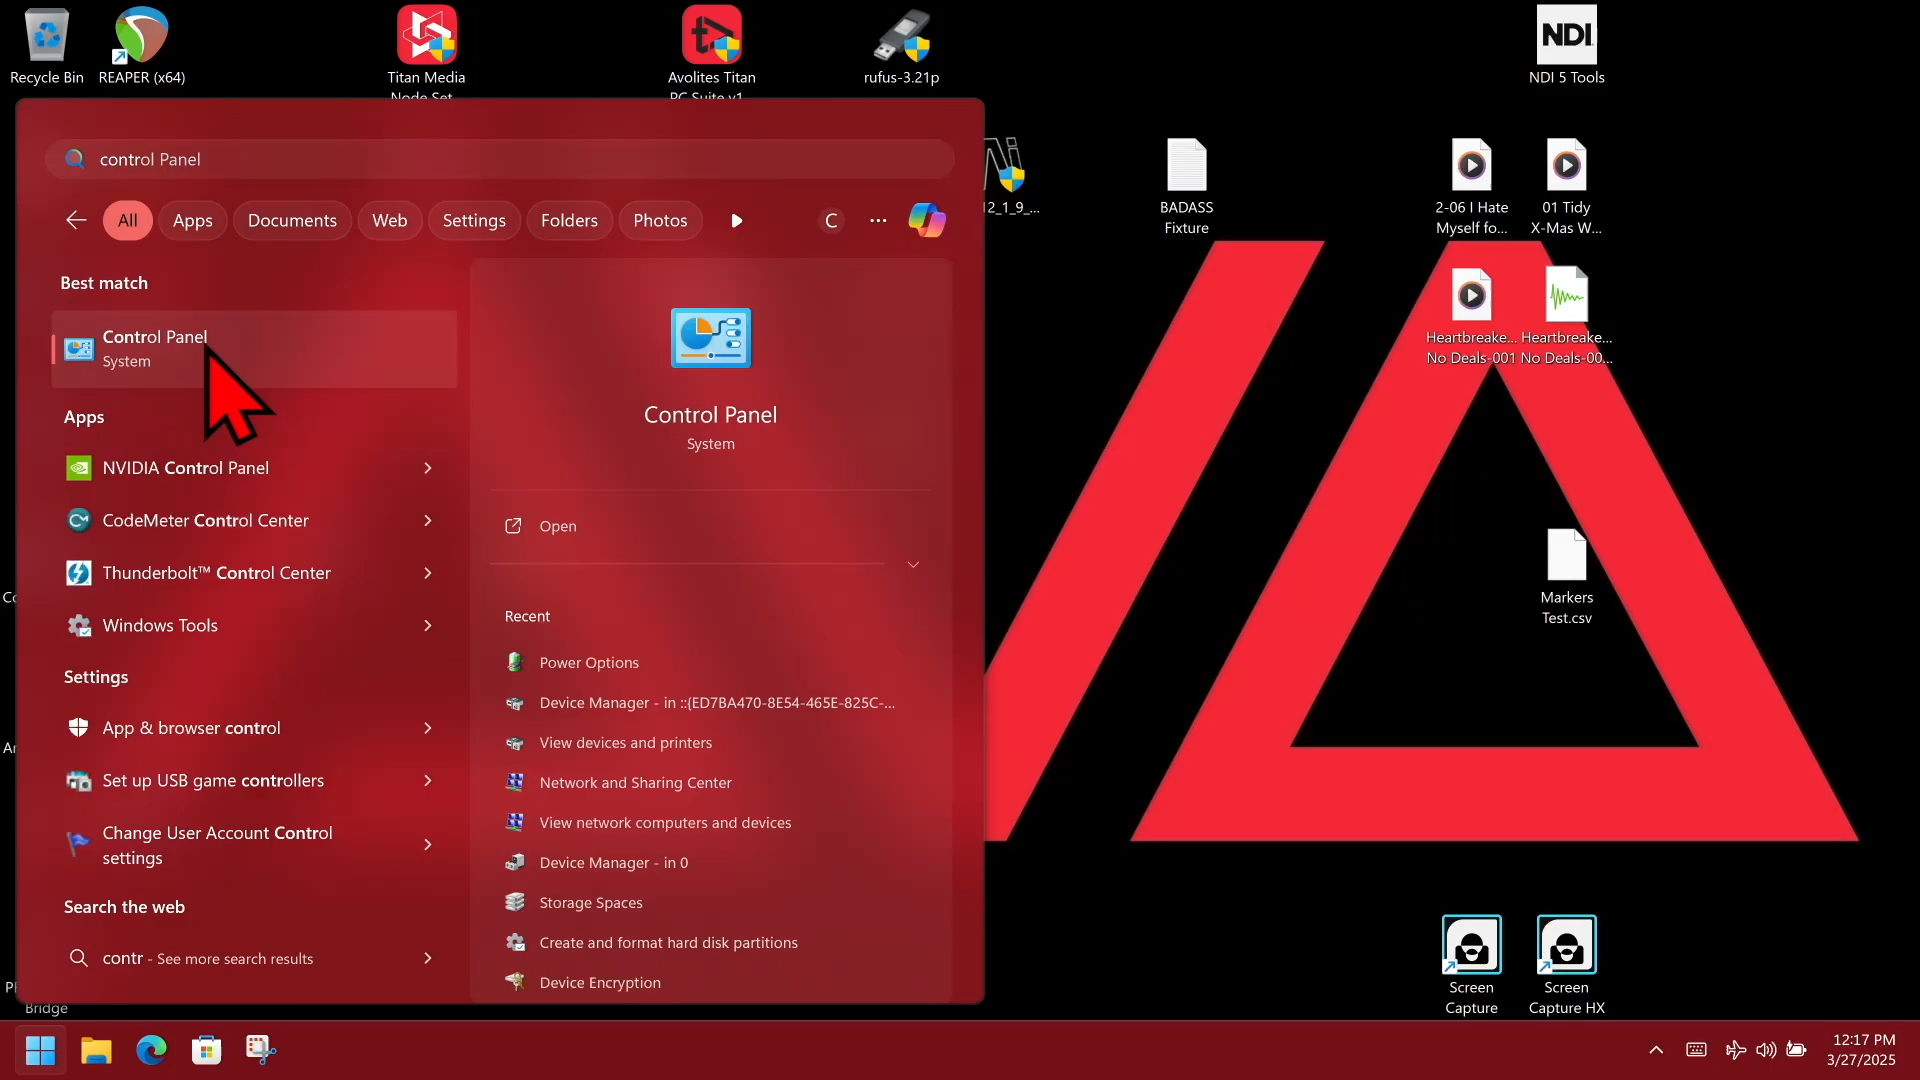 Recycle Bin
REAPER (x64)
Titan Media
Node Set...
Avolites Titan
PC Suite v1...
rufus-3.21p
NDI
NDI 5 Tools
control Panel
All
Apps
Documents
Web
Settings
Folders
Photos
C
Best match
Control Panel
System
Apps
NVIDIA Control Panel
CodeMeter Control Center
Thunderbolt™ Control Center
Windows Tools
Settings
App & browser control
Set up USB game controllers
Change User Account Control
settings
Search the web
contr - See more search results
Control Panel
System
Open
Recent
Power Options
Device Manager - in ::{ED7BA470-8E54-465E-825C-...
View devices and printers
Network and Sharing Center
View network computers and devices
Device Manager - in 0
Storage Spaces
Create and format hard disk partitions
Device Encryption
12_1_9_...
BADASS
Fixture
2-06 I Hate
Myself fo...
01 Tidy
X-Mas W...
Heartbreake...
No Deals-001
Heartbreake...
No Deals-00...
Markers
Test.csv
Bridge
Screen
Capture
Screen
Capture HX
12:17 PM
3/27/2025